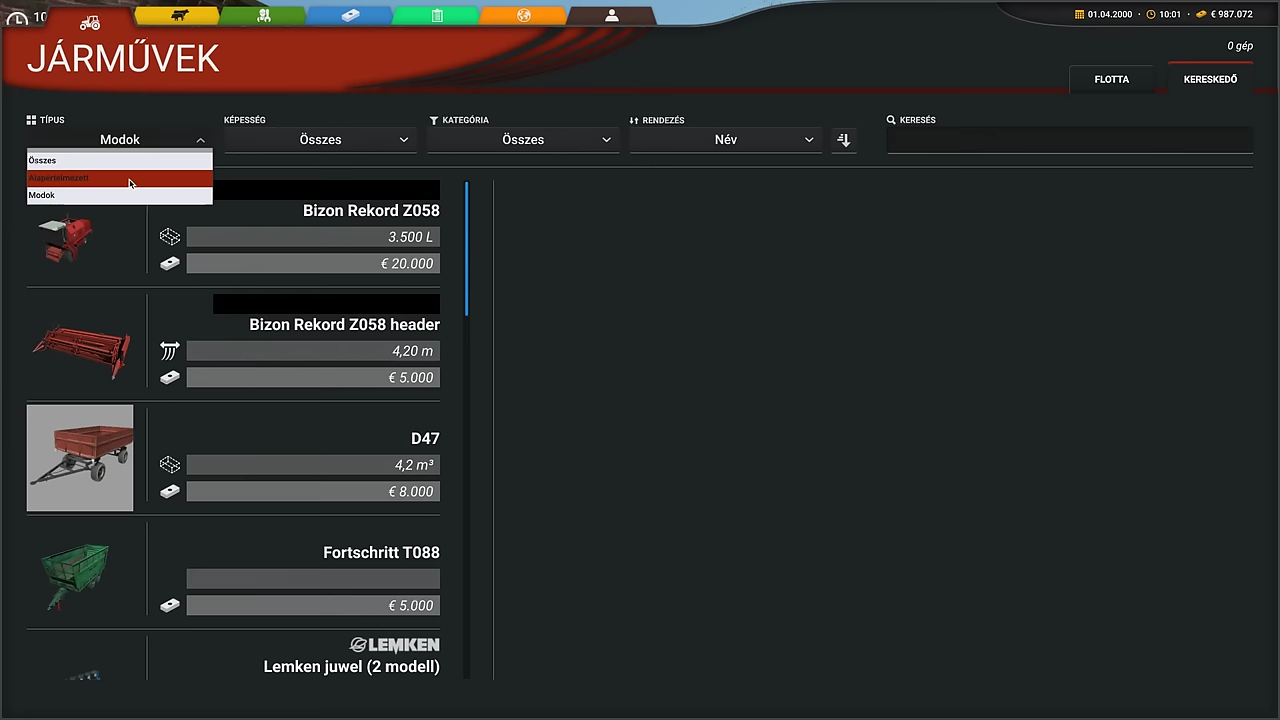 10
01.04.2000 · 10:01 · € 987.072
JÁRMŰVEK
0 gép
FLOTTA
KERESKEDŐ
TÍPUS
KÉPESSÉG
KATEGÓRIA
RENDEZÉS
KERESÉS
Modok
Összes
Összes
Név
Összes
Alapértelmezett
Modok
Bizon Rekord Z058
3.500 L
€ 20.000
Bizon Rekord Z058 header
4,20 m
€ 5.000
D47
4,2 m³
€ 8.000
Fortschritt T088
€ 5.000
LEMKEN
Lemken juwel (2 modell)